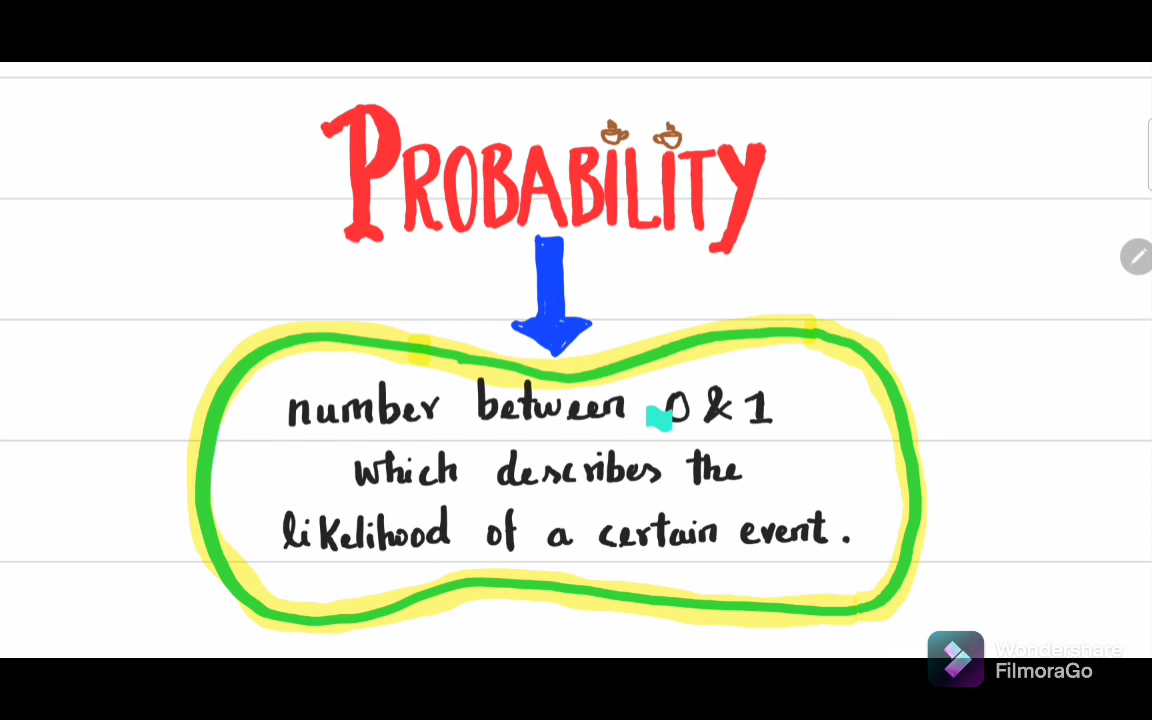 PROBABILITY
number between 0 & 1
which describes the
likelihood of a certain event.
Wondershare
FilmoraGo